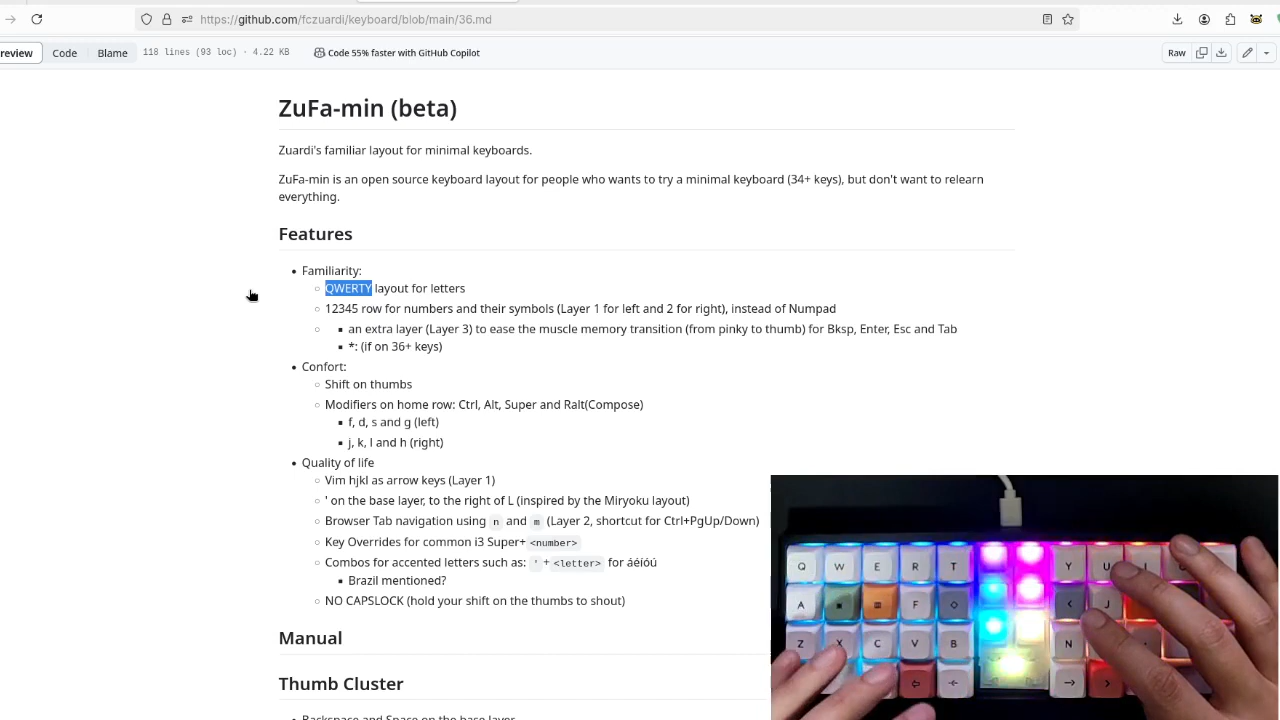 https://github.com/fczuardi/keyboard/blob/main/36.md
review Code Blame 118 lines (93 loc) · 4.22 KB Code 55% faster with GitHub Copilot Raw
ZuFa-min (beta)
Zuardi's familiar layout for minimal keyboards.
ZuFa-min is an open source keyboard layout for people who wants to try a minimal keyboard (34+ keys), but don't want to relearn
everything.
Features
Familiarity:
QWERTY layout for letters
12345 row for numbers and their symbols (Layer 1 for left and 2 for right), instead of Numpad
an extra layer (Layer 3) to ease the muscle memory transition (from pinky to thumb) for Bksp, Enter, Esc and Tab
*: (if on 36+ keys)
Confort:
Shift on thumbs
Modifiers on home row: Ctrl, Alt, Super and Ralt(Compose)
f, d, s and g (left)
j, k, l and h (right)
Quality of life
Vim hjkl as arrow keys (Layer 1)
' on the base layer, to the right of L (inspired by the Miryoku layout)
Browser Tab navigation using n and m (Layer 2, shortcut for Ctrl+PgUp/Down)
Key Overrides for common i3 Super+ <number>
Combos for accented letters such as: ' + <letter> for áéíóú
Brazil mentioned?
NO CAPSLOCK (hold your shift on the thumbs to shout)
Manual
Thumb Cluster
Backspace and Space on the base layer
Q W E R T Y U I
A F < J
Z X C V B N